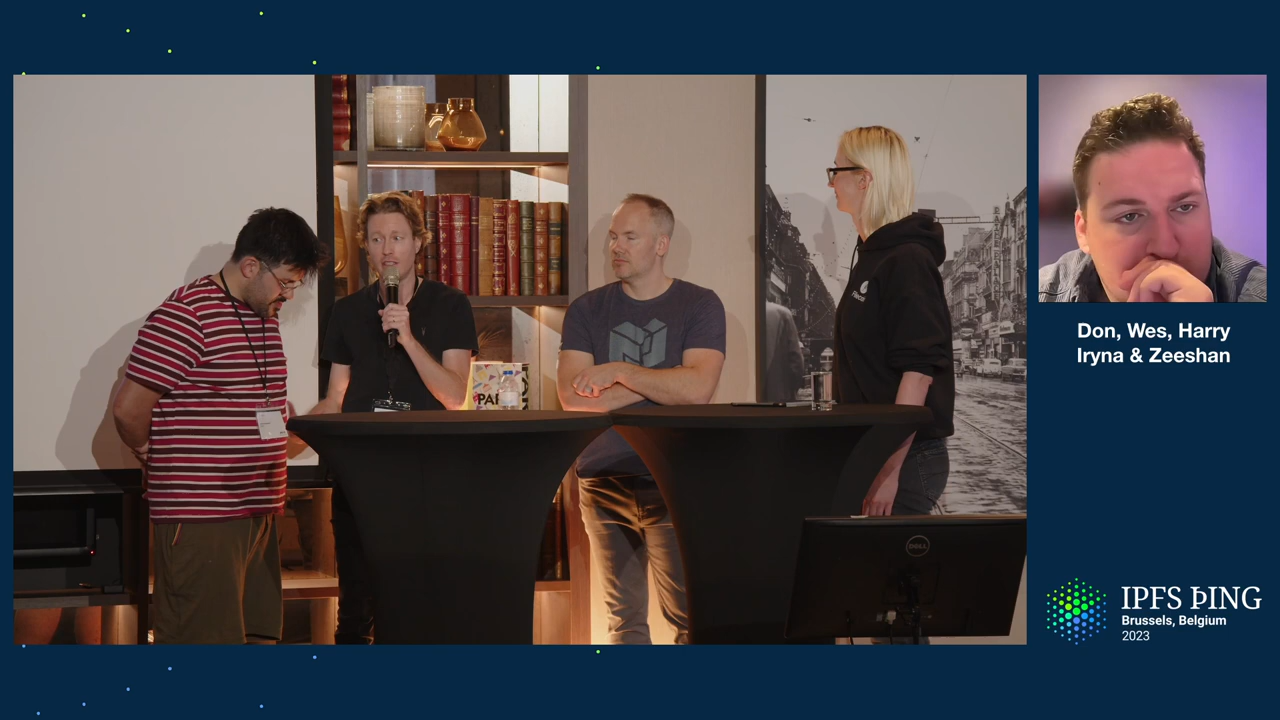 Don, Wes, Harry
Iryna & Zeeshan
IPFS ÞING
Brussels, Belgium
2023
DELL